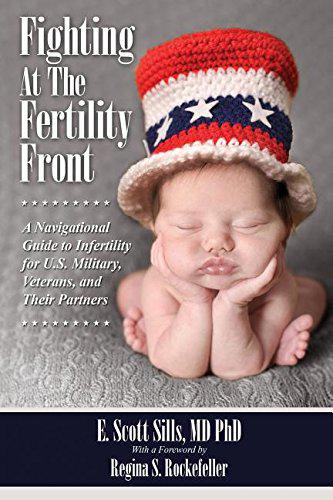 Fighting
At The
Fertility
Front
A Navigational
Guide to Infertility
for U.S. Military,
Veterans, and
Their Partners
E. Scott Sills, MD PhD
With a Foreword by
Regina S. Rockefeller